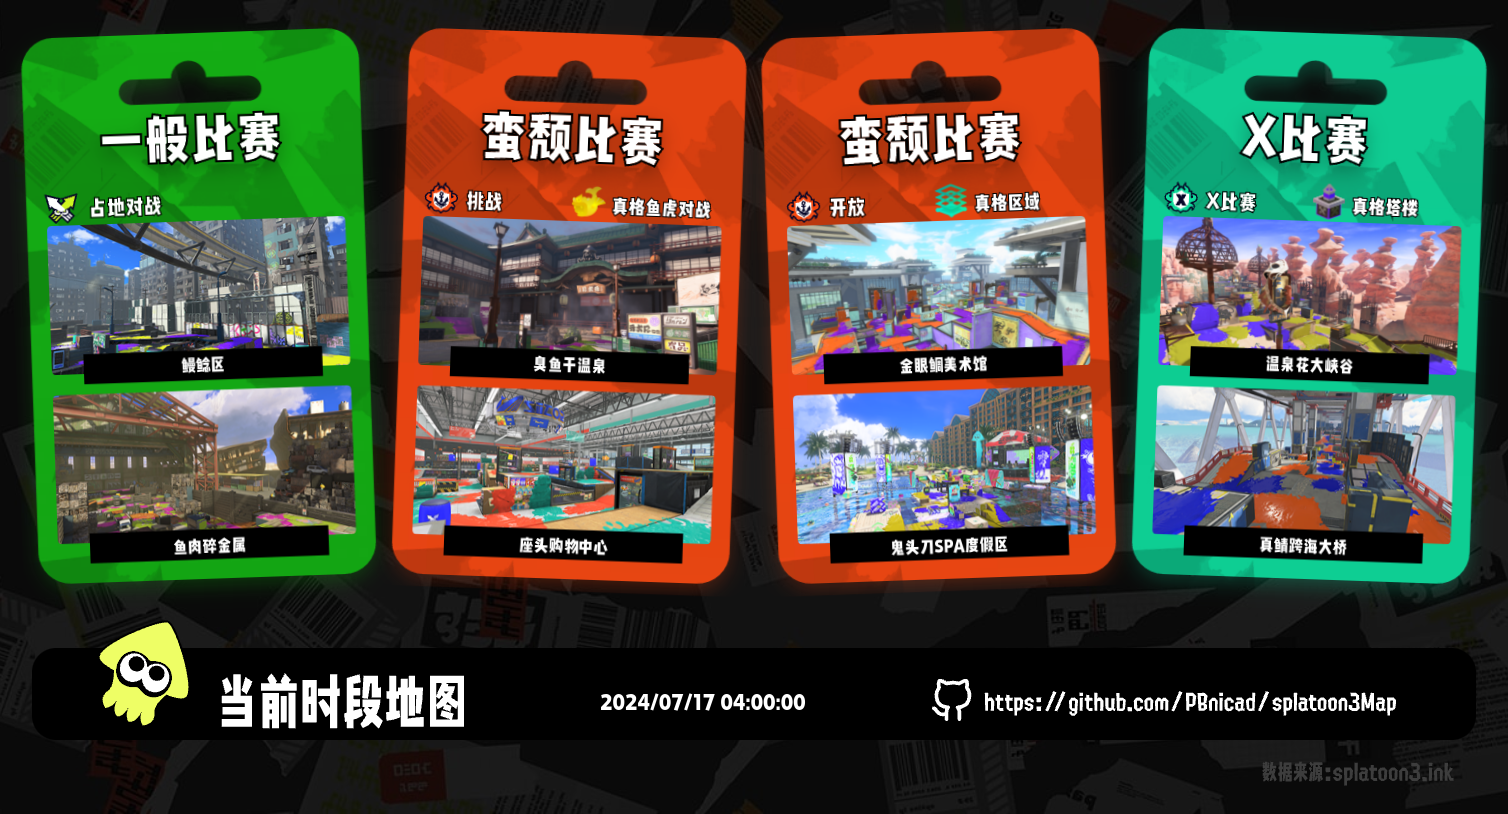 一般比赛
占地对战
鳗鲶区
鱼肉碎金属
蛮颓比赛
挑战
真格鱼虎对战
臭鱼干温泉
座头购物中心
蛮颓比赛
开放
真格区域
金眼鲷美术馆
鬼头刀SPA度假区
X比赛
X比赛
真格塔楼
温泉花大峡谷
真鲭跨海大桥
当前时段地图
2024/07/17 04:00:00
https://github.com/PBnicad/splatoon3Map
数据来源:splatoon3.ink